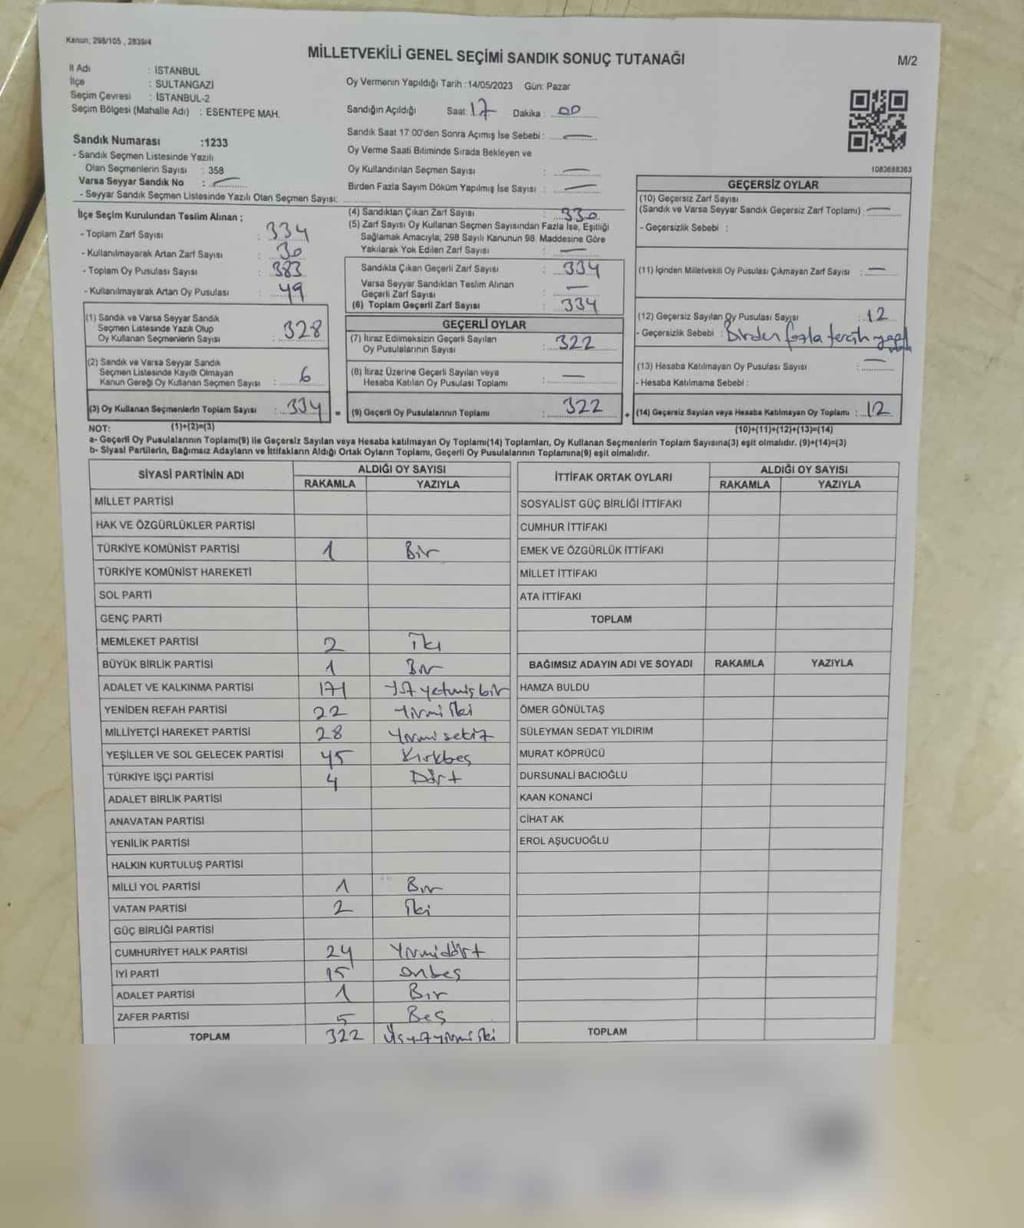 Kanun; 298/105 , 2839/4
MİLLETVEKİLİ GENEL SEÇİMİ SANDIK SONUÇ TUTANAĞI
M/2
İl Adı : İSTANBUL
İlçe : SULTANGAZİ
Seçim Çevresi : İSTANBUL-2
Seçim Bölgesi (Mahalle Adı) : ESENTEPE MAH.
Oy Vermenin Yapıldığı Tarih :14/05/2023 Gün: Pazar
Sandığın Açıldığı Saat 17 Dakika : 00
Sandık Saat 17:00'den Sonra Açımış İse Sebebi : —
Oy Verme Saati Bitiminde Sırada Bekleyen ve
Oy Kullandırılan Seçmen Sayısı : —
Birden Fazla Sayım Döküm Yapılmış İse Sayısı : —
1083688363
Sandık Numarası :1233
- Sandık Seçmen Listesinde Yazılı
Olan Seçmenlerin Sayısı : 358
Varsa Seyyar Sandık No : —
- Seyyar Sandık Seçmen Listesinde Yazılı Olan Seçmen Sayısı:
İlçe Seçim Kurulundan Teslim Alınan ;
- Toplam Zarf Sayısı : 334
- Kullanılmayarak Artan Zarf Sayısı : 30
- Toplam Oy Pusulası Sayısı : 383
- Kullanılmayarak Artan Oy Pusulası : 49
(1) Sandık ve Varsa Seyyar Sandık
Seçmen Listesinde Yazılı Olup
Oy Kullanan Seçmenlerin Sayısı : 328
(2) Sandık ve Varsa Seyyar Sandık
Seçmen Listesinde Kayıtlı Olmayan
Kanun Gereği Oy Kullanan Seçmen Sayısı : 6
(3) Oy Kullanan Seçmenlerin Toplam Sayısı : 334
(4) Sandıktan Çıkan Zarf Sayısı : 330
(5) Zarf Sayısı Oy Kullanan Seçmen Sayısından Fazla İse, Eşitliği
Sağlamak Amacıyla, 298 Sayılı Kanunun 98. Maddesine Göre
Yakılarak Yok Edilen Zarf Sayısı : —
Sandıkta Çıkan Geçerli Zarf Sayısı : 334
Varsa Seyyar Sandıktan Teslim Alınan
Geçerli Zarf Sayısı : —
(6) Toplam Geçerli Zarf Sayısı : 334
GEÇERLİ OYLAR
(7) İtiraz Edilmeksizin Geçerli Sayılan
Oy Pusulalarının Sayısı : 322
(8) İtiraz Üzerine Geçerli Sayılan veya
Hesaba Katılan Oy Pusulası Toplamı : —
= (9) Geçerli Oy Pusulalarının Toplamı : 322
GEÇERSİZ OYLAR
(10) Geçersiz Zarf Sayısı
(Sandık ve Varsa Seyyar Sandık Geçersiz Zarf Toplamı) : —
- Geçersizlik Sebebi :
(11) İçinden Milletvekili Oy Pusulası Çıkmayan Zarf Sayısı : —
(12) Geçersiz Sayılan Oy Pusulası Sayısı : 12
- Geçersizlik Sebebi : Birden fazla tercih
(13) Hesaba Katılmayan Oy Pusulası Sayısı : —
- Hesaba Katılmama Sebebi :
+ (14) Geçersiz Sayılan veya Hesaba Katılmayan Oy Toplamı : 12
NOT: (1)+(2)=(3)
(10)+(11)+(12)+(13)=(14)
a- Geçerli Oy Pusulalarının Toplamı(9) ile Geçersiz Sayılan veya Hesaba katılmayan Oy Toplamı(14) Toplamları, Oy Kullanan Seçmenlerin Toplam Sayısına(3) eşit olmalıdır. (9)+(14)=(3)
b- Siyasi Partilerin, Bağımsız Adayların ve İttifakların Aldığı Ortak Oyların Toplamı, Geçerli Oy Pusulalarının Toplamına(9) eşit olmalıdır.
SİYASİ PARTİNİN ADI ALDIĞI OY SAYISI
RAKAMLA YAZIYLA
MİLLET PARTİSİ
HAK VE ÖZGÜRLÜKLER PARTİSİ
TÜRKİYE KOMÜNİST PARTİSİ 1 Bir
TÜRKİYE KOMÜNİST HAREKETİ
SOL PARTİ
GENÇ PARTİ
MEMLEKET PARTİSİ 2 İki
BÜYÜK BİRLİK PARTİSİ 1 Bir
ADALET VE KALKINMA PARTİSİ 171 yüzyetmişbir
YENİDEN REFAH PARTİSİ 22 Yirmi İki
MİLLİYETÇİ HAREKET PARTİSİ 28 Yirmisekiz
YEŞİLLER VE SOL GELECEK PARTİSİ 45 Kırkbeş
TÜRKİYE İŞÇİ PARTİSİ 4 Dört
ADALET BİRLİK PARTİSİ
ANAVATAN PARTİSİ
YENİLİK PARTİSİ
HALKIN KURTULUŞ PARTİSİ
MİLLİ YOL PARTİSİ 1 Bir
VATAN PARTİSİ 2 İki
GÜÇ BİRLİĞİ PARTİSİ
CUMHURİYET HALK PARTİSİ 24 Yirmidört
İYİ PARTİ 15 Onbeş
ADALET PARTİSİ 1 Bir
ZAFER PARTİSİ 5 Beş
TOPLAM 322 Üçyüzyirmi İki
İTTİFAK ORTAK OYLARI ALDIĞI OY SAYISI
RAKAMLA YAZIYLA
SOSYALİST GÜÇ BİRLİĞİ İTTİFAKI
CUMHUR İTTİFAKI
EMEK VE ÖZGÜRLÜK İTTİFAKI
MİLLET İTTİFAKI
ATA İTTİFAKI
TOPLAM
BAĞIMSIZ ADAYIN ADI VE SOYADI RAKAMLA YAZIYLA
HAMZA BULDU
ÖMER GÖNÜLTAŞ
SÜLEYMAN SEDAT YILDIRIM
MURAT KÖPRÜCÜ
DURSUNALİ BACIOĞLU
KAAN KONANCİ
CİHAT AK
EROL AŞUCUOĞLU
TOPLAM